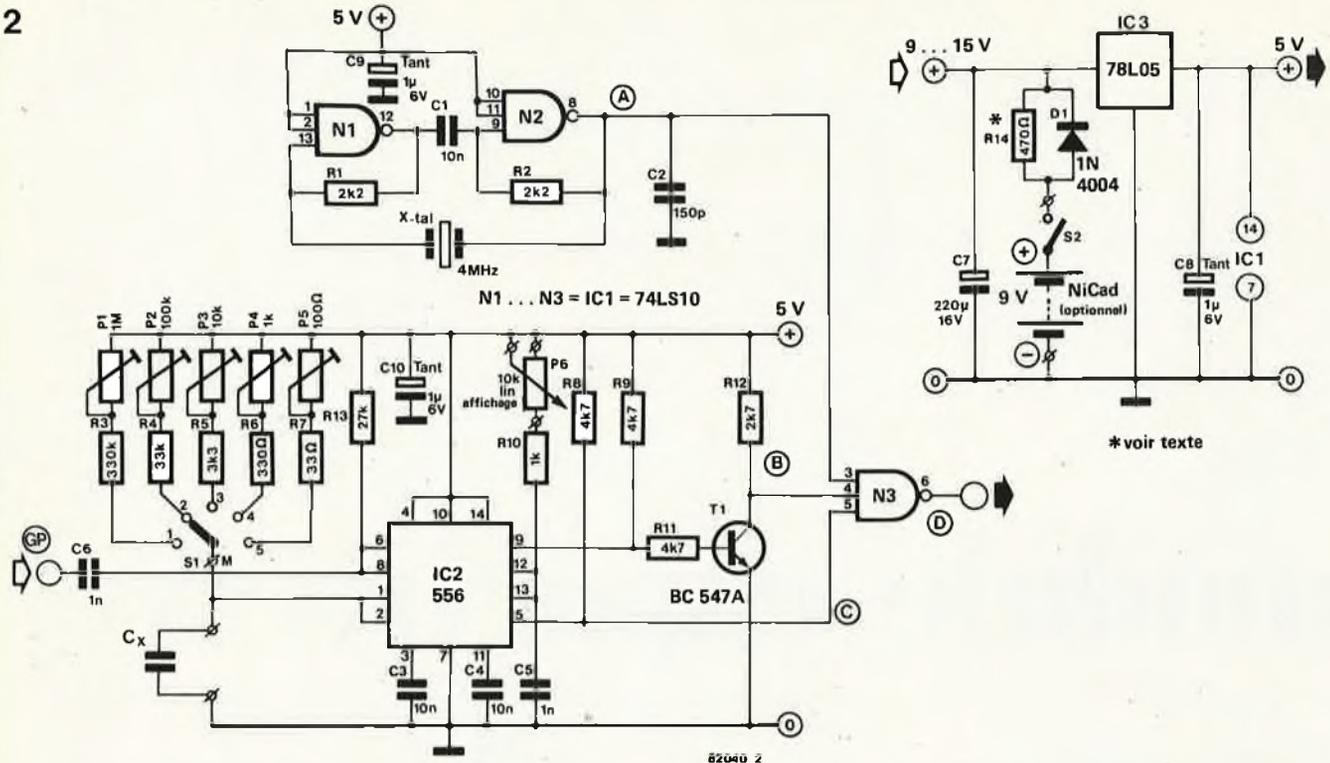 2
5 V +
C9 Tant
1µ
6V
1
2
13
N1
12
C1
10n
10
11
9
N2
8
A
R1
2k2
R2
2k2
X-tal
4MHz
C2
150p
N1 . . . N3 = IC1 = 74LS10
9 . . . 15 V
+
IC3
78L05
5 V
+
*
R14
470Ω
D1
1N
4004
S2
+
9 V
NiCad
(optionnel)
−
C7
220µ
16V
C8 Tant
1µ
6V
14
IC1
7
0
0
* voir texte
P1
1M
P2
100k
P3
10k
P4
1k
P5
100Ω
5 V
+
R3
330k
R4
33k
R5
3k3
R6
330Ω
R7
33Ω
R13
27k
C10 Tant
1µ
6V
P6
10k
lin
affichage
R10
1k
R8
4k7
R9
4k7
R12
2k7
B
1
2
3
4
5
S1
M
GP
C6
1n
Cx
4
10
14
6
8
1
2
IC2
556
9
12
13
5
3
7
11
R11
4k7
T1
BC 547A
3
4
5
N3
6
D
C
C3
10n
C4
10n
C5
1n
0
82040 2